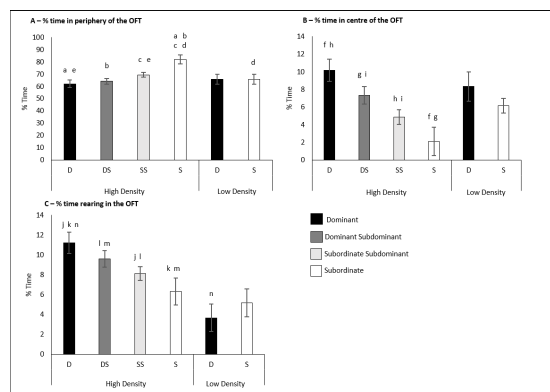 A – % time in periphery of the OFT
100
90
80
70
60
50
40
30
20
10
0
% Time
a e
b
c e
a b
c d
d
D
DS
SS
S
D
S
High Density
Low Density
B – % time in centre of the OFT
14
12
10
8
6
4
2
0
% Time
f h
g i
h i
f g
D
DS
SS
S
D
S
High Density
Low Density
C – % time rearing in the OFT
14
12
10
8
6
4
2
0
% Time
j k n
l m
j l
k m
n
D
DS
SS
S
D
S
High Density
Low Density
Dominant
Dominant Subdominant
Subordinate Subdominant
Subordinate